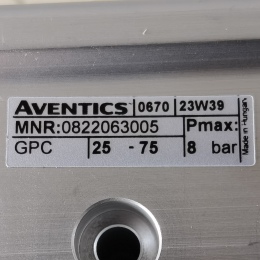 AVENTICS 0670 23W39
MNR:0822063005 Pmax:
GPC 25 - 75 8 bar
Made in Hungary